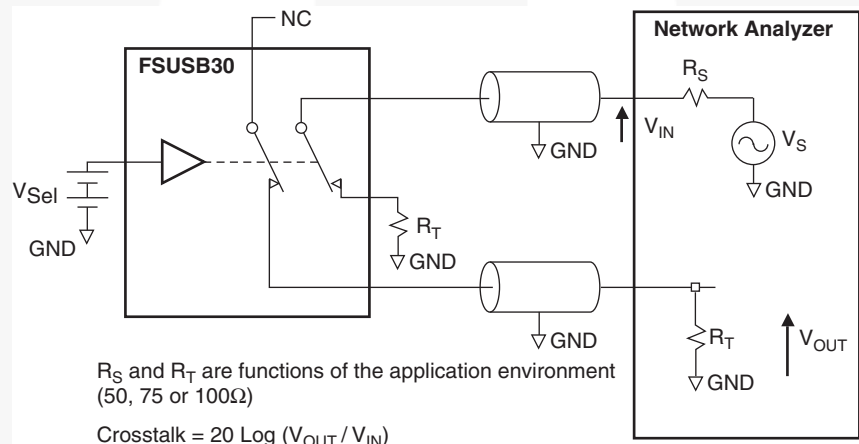 NC
Network Analyzer
FSUSB30
R_S
GND
V_IN
V_S
GND
V_Sel
GND
R_T
GND
GND
R_T
V_OUT
GND
R_S and R_T are functions of the application environment
(50, 75 or 100Ω)
Crosstalk = 20 Log (V_OUT / V_IN)